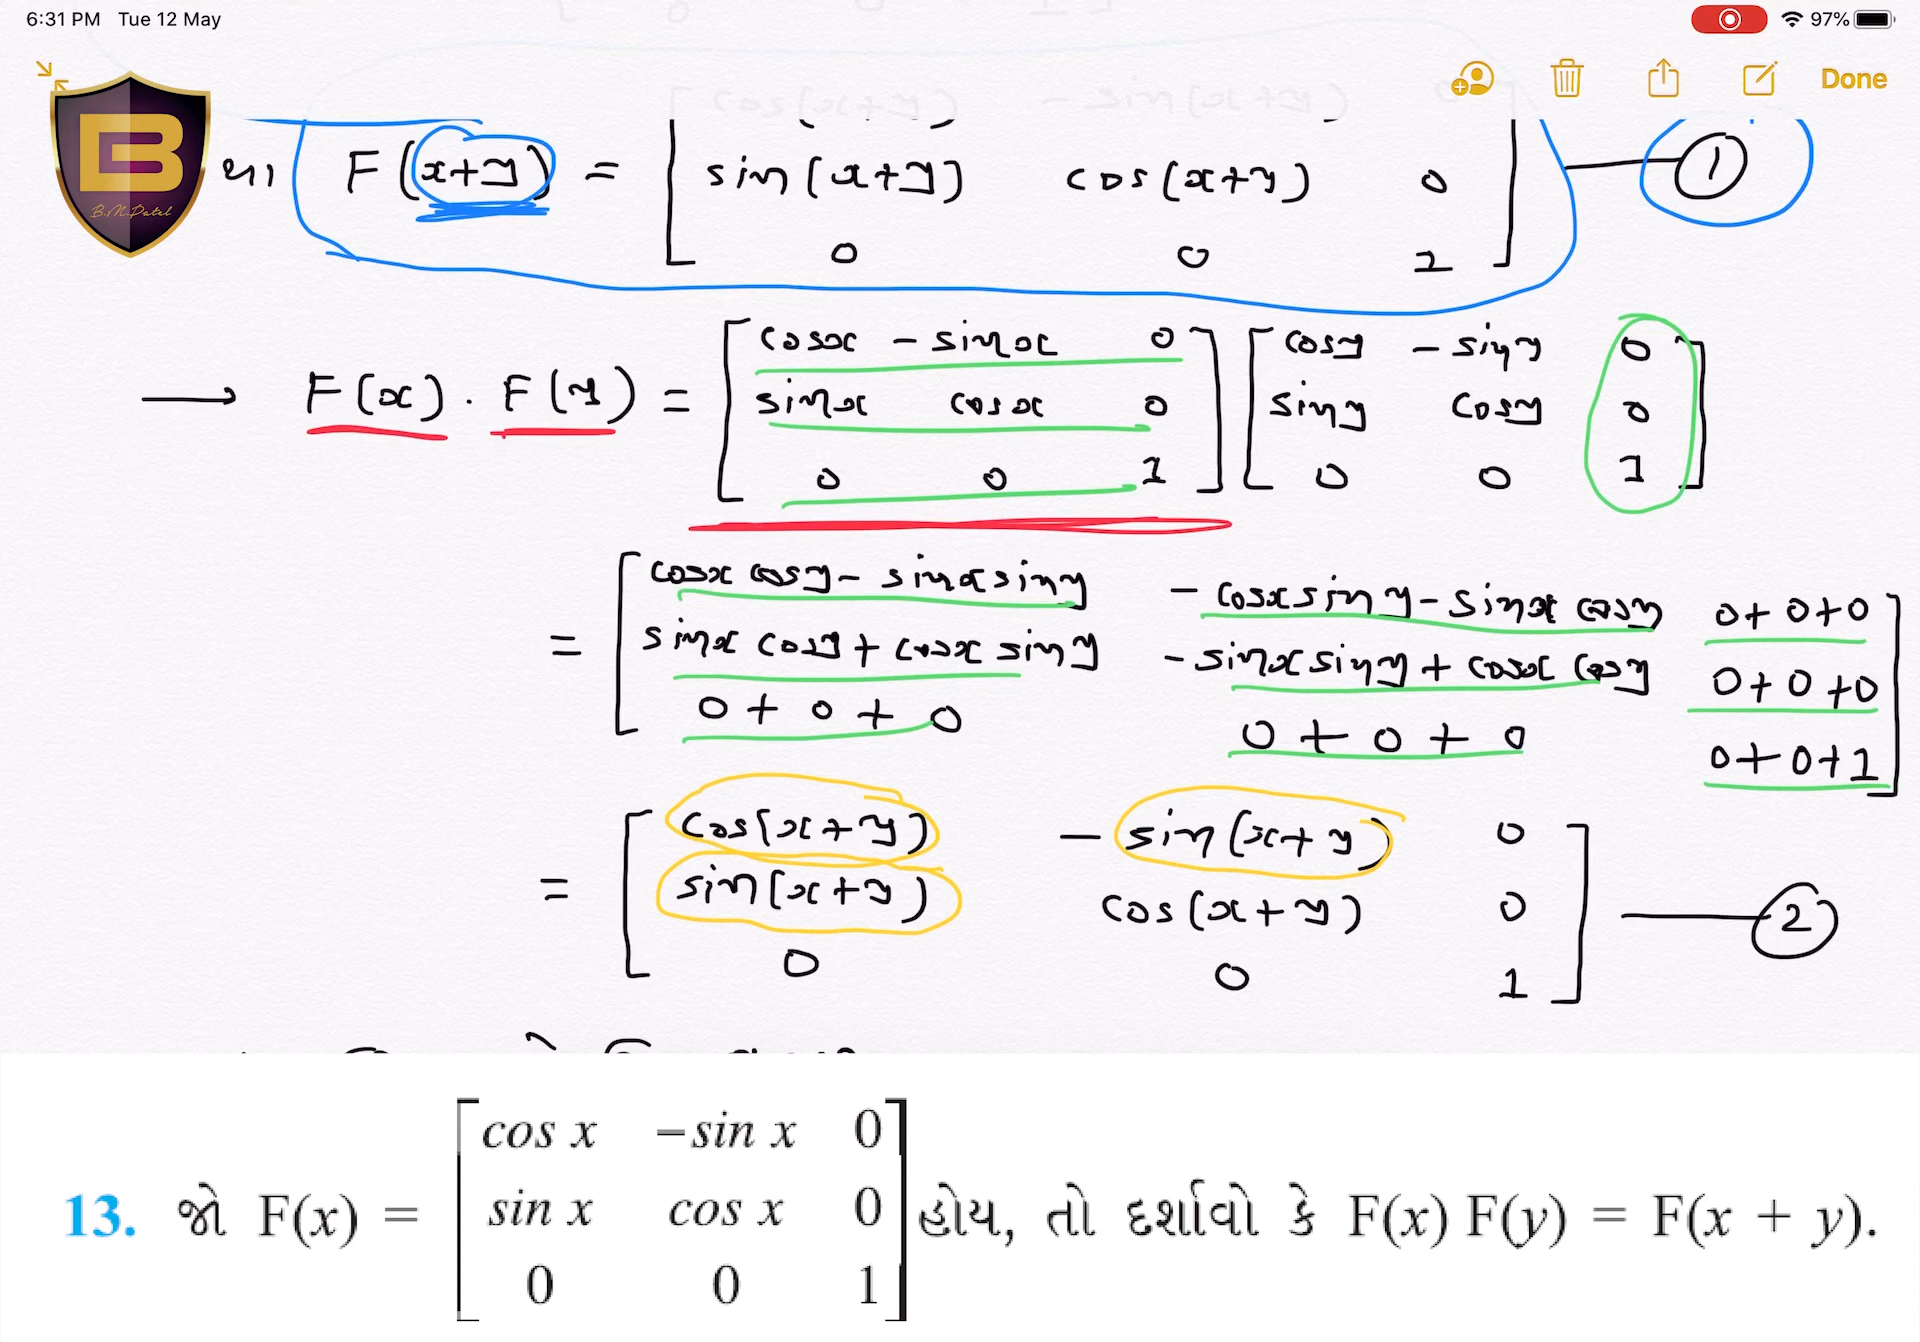 6:31 PM Tue 12 May 97%
Done
B.M.Patel
cos(x+y) - sin(x+y) 0
થા F(x+y) = [ sin(x+y) cos(x+y) 0 1
0 0 1 ]
[ cosx - sinx 0 ] [ cosy - siny 0 ]
→ F(x) . F(y) = sinx cosx 0 siny cosy 0
0 0 1 0 0 1
[ cosx cosy - sinx siny - cosx siny - sinx cosy 0+0+0 ]
= sinx cosy + cosx siny - sinx siny + cosx cosy 0+0+0
0+0+0 0+0+0 0+0+1
[ cos(x+y) - sin(x+y) 0 ]
= sin(x+y) cos(x+y) 0 2
0 0 1
cos x -sin x 0
13. જો F(x) = sin x cos x 0 હોય, તો દર્શાવો કે F(x) F(y) = F(x + y).
0 0 1